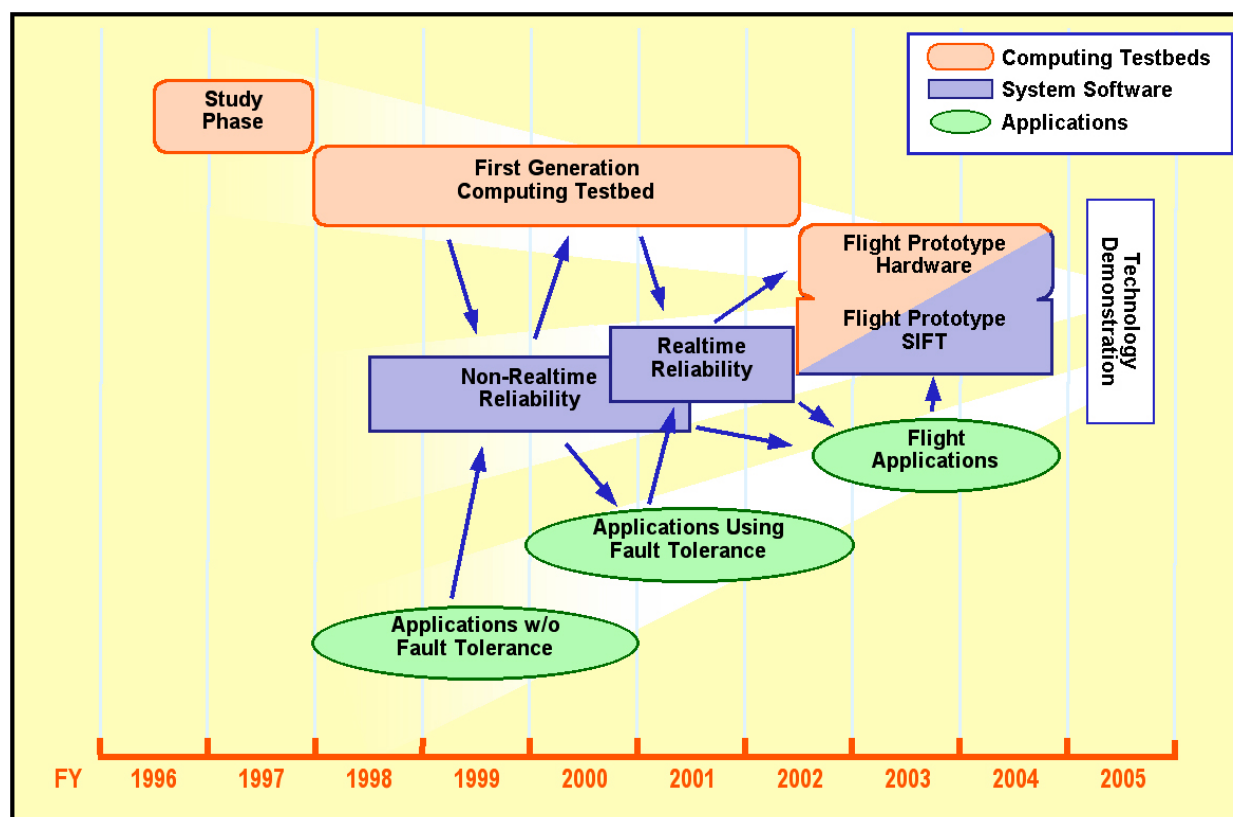 Computing Testbeds
System Software
Applications
Study
Phase
First Generation
Computing Testbed
Flight Prototype
Hardware
Flight Prototype
SIFT
Technology
Demonstration
Realtime
Reliability
Non-Realtime
Reliability
Flight
Applications
Applications Using
Fault Tolerance
Applications w/o
Fault Tolerance
FY 1996 1997 1998 1999 2000 2001 2002 2003 2004 2005